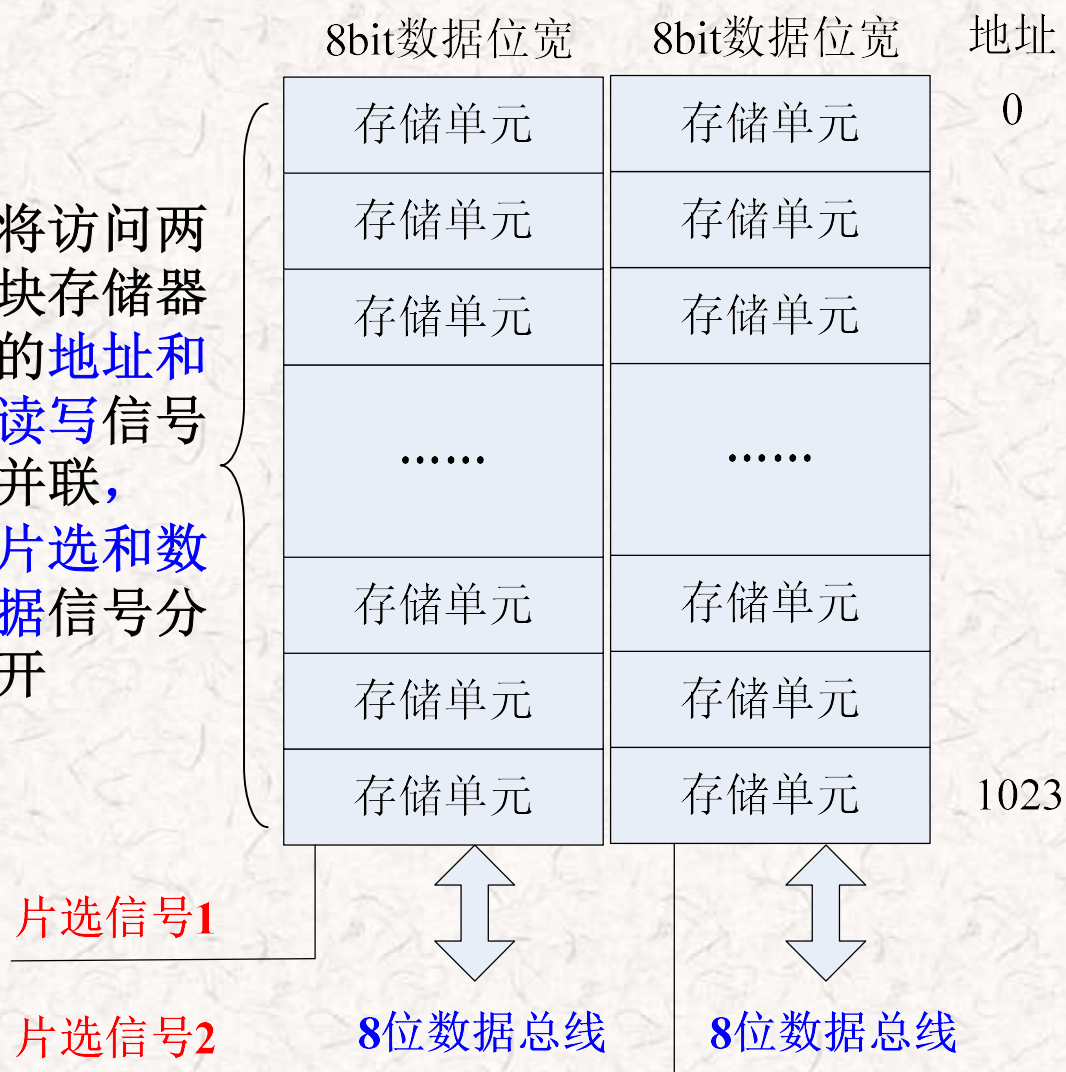 8bit数据位宽 8bit数据位宽 地址
存储单元 存储单元 0
存储单元 存储单元
存储单元 存储单元
…… ……
存储单元 存储单元
存储单元 存储单元
存储单元 存储单元 1023
将访问两
块存储器
的地址和
读写信号
并联，
片选和数
据信号分
开
片选信号1
片选信号2 8位数据总线 8位数据总线